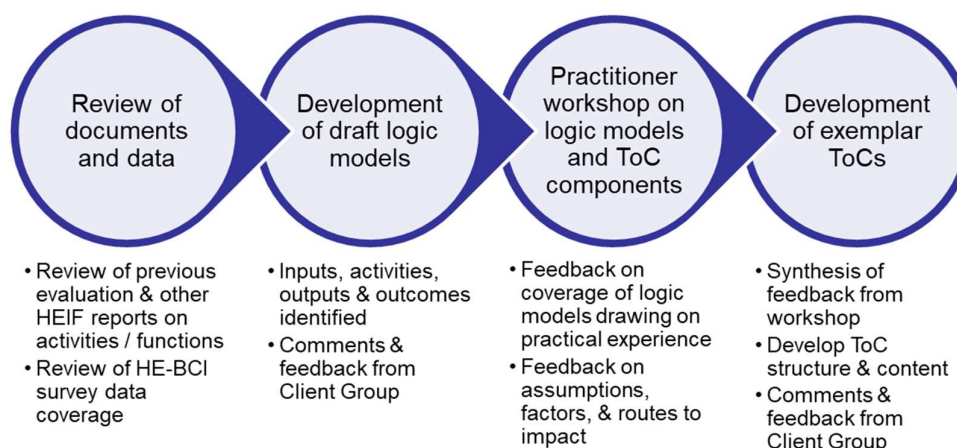 Review of
documents
and data
Development
of draft logic
models
Practitioner
workshop on
logic models
and ToC
components
Development
of exemplar
ToCs
• Review of previous
evaluation & other
HEIF reports on
activities / functions
• Review of HE-BCI
survey data
coverage
• Inputs, activities,
outputs & outcomes
identified
• Comments &
feedback from
Client Group
• Feedback on
coverage of logic
models drawing on
practical experience
• Feedback on
assumptions,
factors, & routes to
impact
• Synthesis of
feedback from
workshop
• Develop ToC
structure & content
• Comments &
feedback from
Client Group